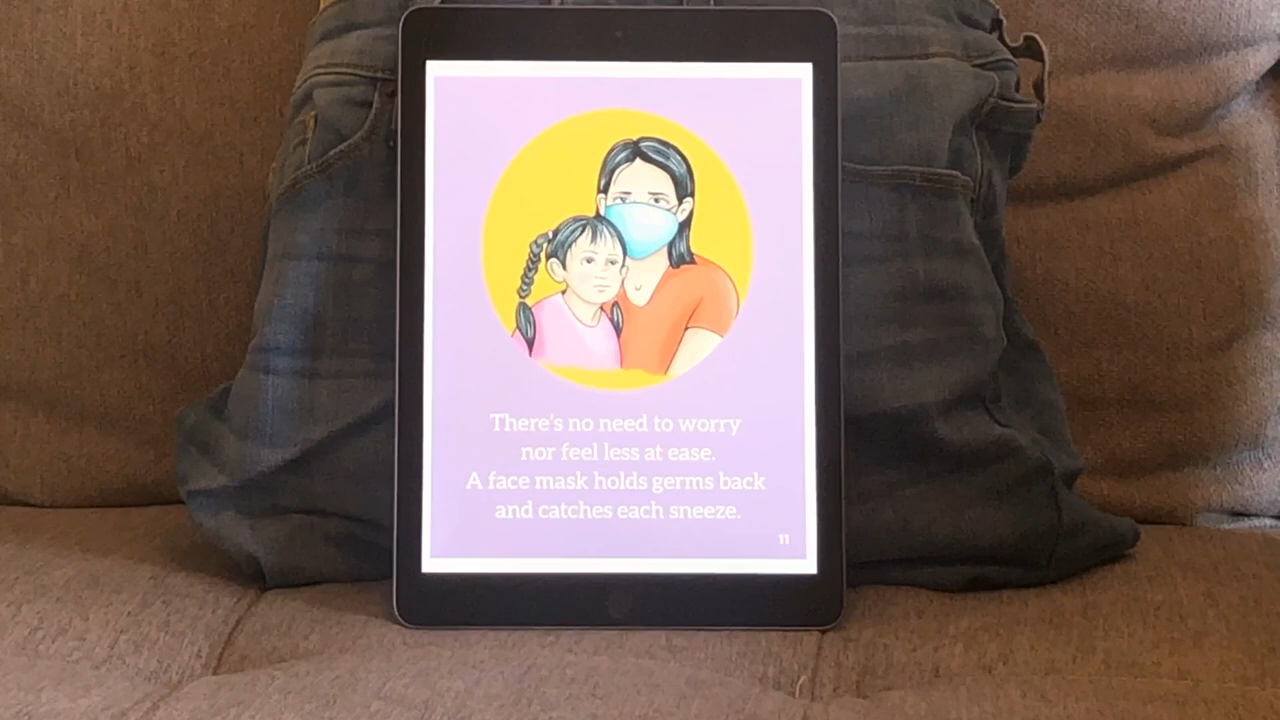 There's no need to worry
nor feel less at ease.
A face mask holds germs back
and catches each sneeze.
11